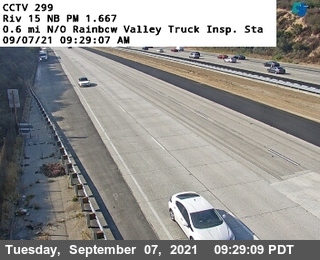 CCTV 299
Riv 15 NB PM 1.667
0.6 mi N/O Rainbcw Valley Truck Insp. Sta
09/07/21 09:29:07 AM
Tuesday, September 07, 2021 09:29:09 PDT